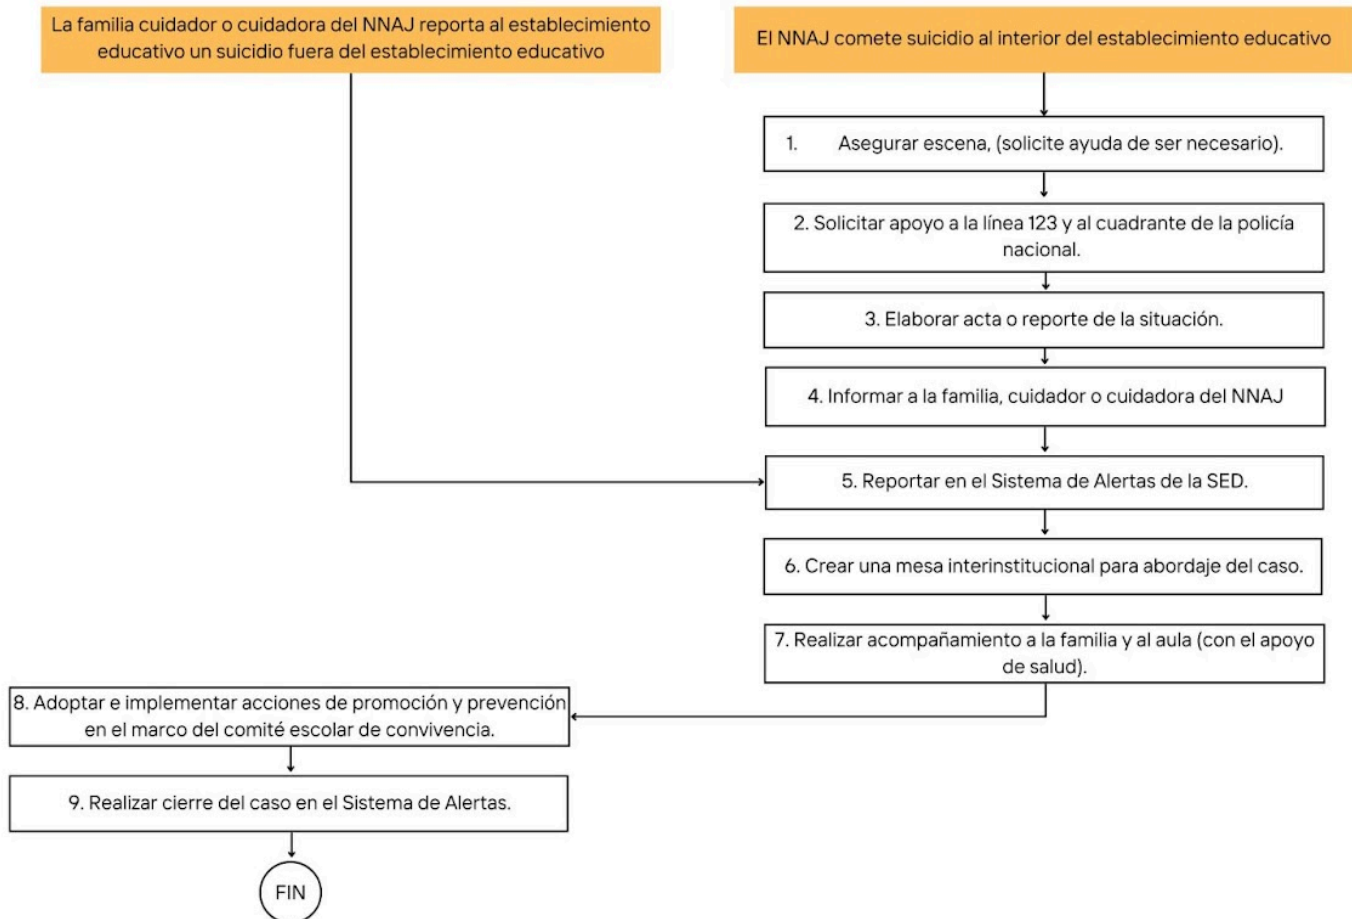 La familia cuidador o cuidadora del NNAJ reporta al establecimiento
educativo un suicidio fuera del establecimiento educativo
El NNAJ comete suicidio al interior del establecimiento educativo
1. Asegurar escena, (solicite ayuda de ser necesario).
2. Solicitar apoyo a la línea 123 y al cuadrante de la policía
nacional.
3. Elaborar acta o reporte de la situación.
4. Informar a la familia, cuidador o cuidadora del NNAJ
5. Reportar en el Sistema de Alertas de la SED.
6. Crear una mesa interinstitucional para abordaje del caso.
7. Realizar acompañamiento a la familia y al aula (con el apoyo
de salud).
8. Adoptar e implementar acciones de promoción y prevención
en el marco del comité escolar de convivencia.
9. Realizar cierre del caso en el Sistema de Alertas.
FIN